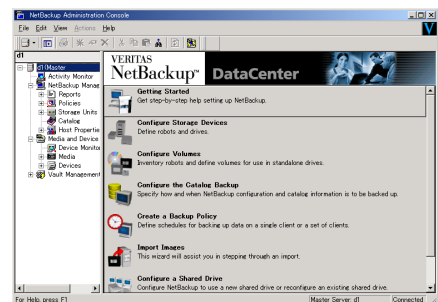 NetBackup Administration Console
File Edit View Actions Help
d1
d1(Master
Activity Monitor
NetBackup Manag
Reports
Policies
Storage Units
Catalog
Host Propertie
Media and Device
Device Monito
Media
Devices
Vault Management
VERITAS
NetBackup™ DataCenter
Getting Started
Get step-by-step help setting up NetBackup.
Configure Storage Devices
Define robots and drives.
Configure Volumes
Inventory robots and define volumes for use in standalone drives.
Configure the Catalog Backup
Specify how and when NetBackup configuration and catalog information is to be backed up.
Create a Backup Policy
Define schedules for backing up data on a single client or a set of clients.
Import Images
This wizard will assist you in stepping through an import.
Configure a Shared Drive
Configure NetBackup to use a new shared drive or reconfigure an existing shared drive.
For Help, press F1
Master Server: d1
Connected